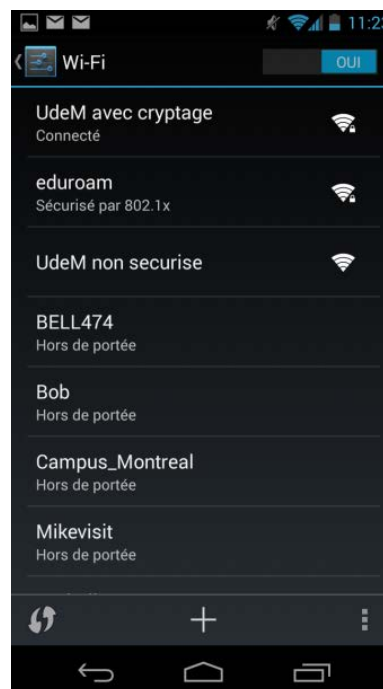 11:2
Wi-Fi
OUI
UdeM avec cryptage
Connecté
eduroam
Sécurisé par 802.1x
UdeM non securise
BELL474
Hors de portée
Bob
Hors de portée
Campus_Montreal
Hors de portée
Mikevisit
Hors de portée